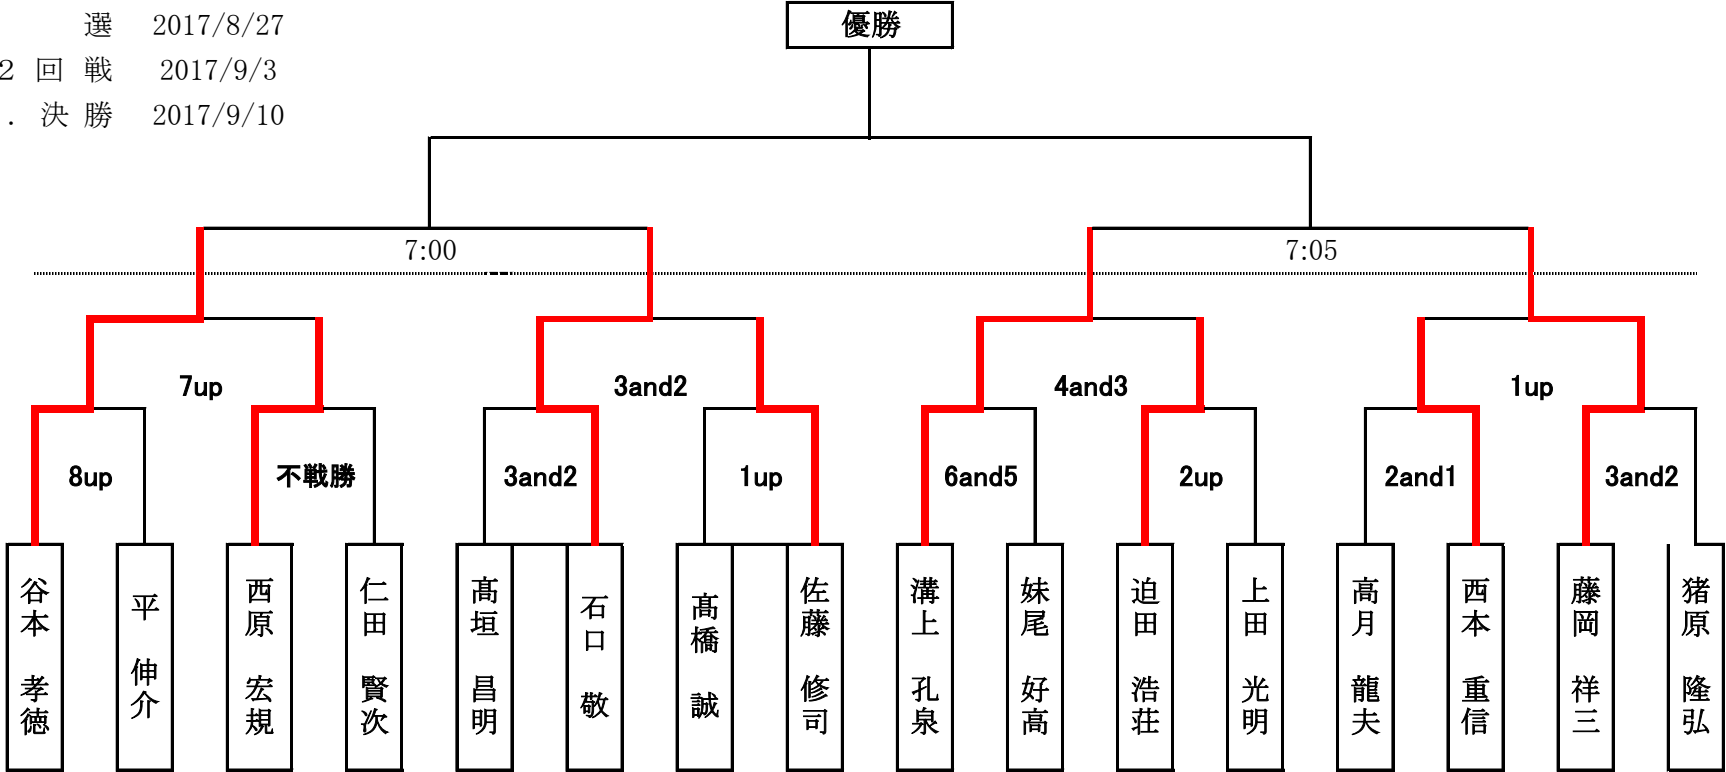 選 2017/8/27
優勝
2 回 戦 2017/9/3
. 決 勝 2017/9/10
7:00 7:05
7up 3and2 4and3 1up
8up 不戦勝 3and2 1up 6and5 2up 2and1 3and2
谷本 孝徳
平 伸介
西原 宏規
仁田 賢次
髙垣 昌明
石口 敬
髙橋 誠
佐藤 修司
溝上 孔泉
妹尾 好高
迫田 浩荘
上田 光明
高月 龍夫
西本 重信
藤岡 祥三
猪原 隆弘